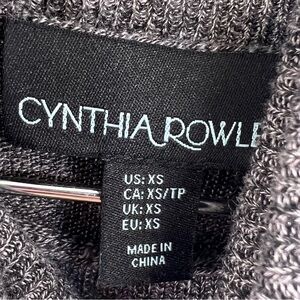 CYNTHIA ROWLE
US: XS
CA: XS/TP
UK: XS
EU: XS
MADE IN
CHINA